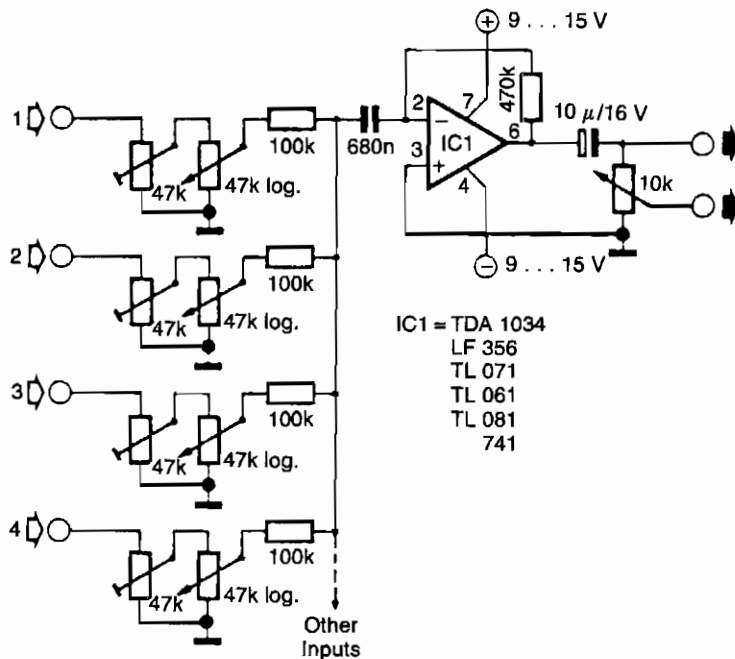 9 . . . 15 V
1
100k
680n
2
7
470k
10 μ/16 V
IC1
6
3
4
10k
47k
47k log.
9 . . . 15 V
2
100k
47k
47k log.
IC1 = TDA 1034
LF 356
TL 071
TL 061
TL 081
741
3
100k
47k
47k log.
4
100k
47k
47k log.
Other
Inputs